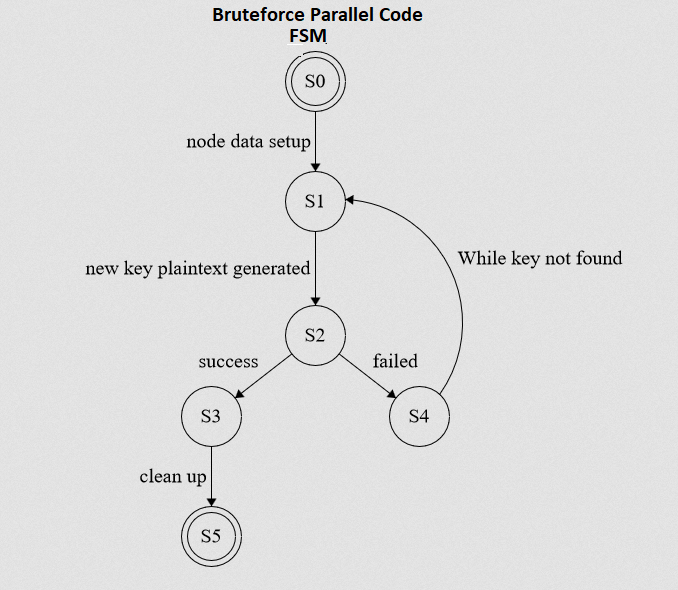 Bruteforce Parallel Code
FSM
S0
node data setup
S1
While key not found
new key plaintext generated
S2
success
failed
S3
S4
clean up
S5